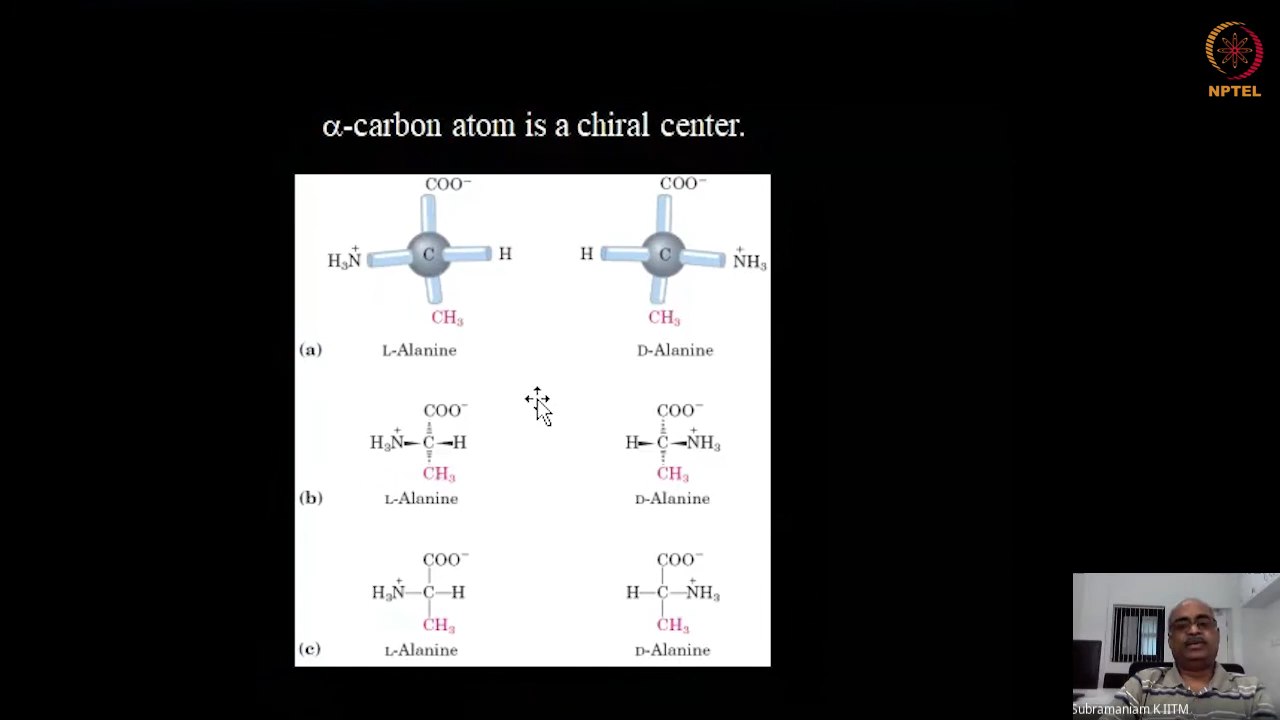 NPTEL
α-carbon atom is a chiral center.
COO⁻ COO⁻
H₃N⁺ C H H C N⁺H₃
CH₃ CH₃
(a) L-Alanine D-Alanine
COO⁻ COO⁻
H₃N⁺ C H H C N⁺H₃
CH₃ CH₃
(b) L-Alanine D-Alanine
COO⁻ COO⁻
H₃N⁺—C—H H—C—N⁺H₃
CH₃ CH₃
(c) L-Alanine D-Alanine
Subramaniam K IITM